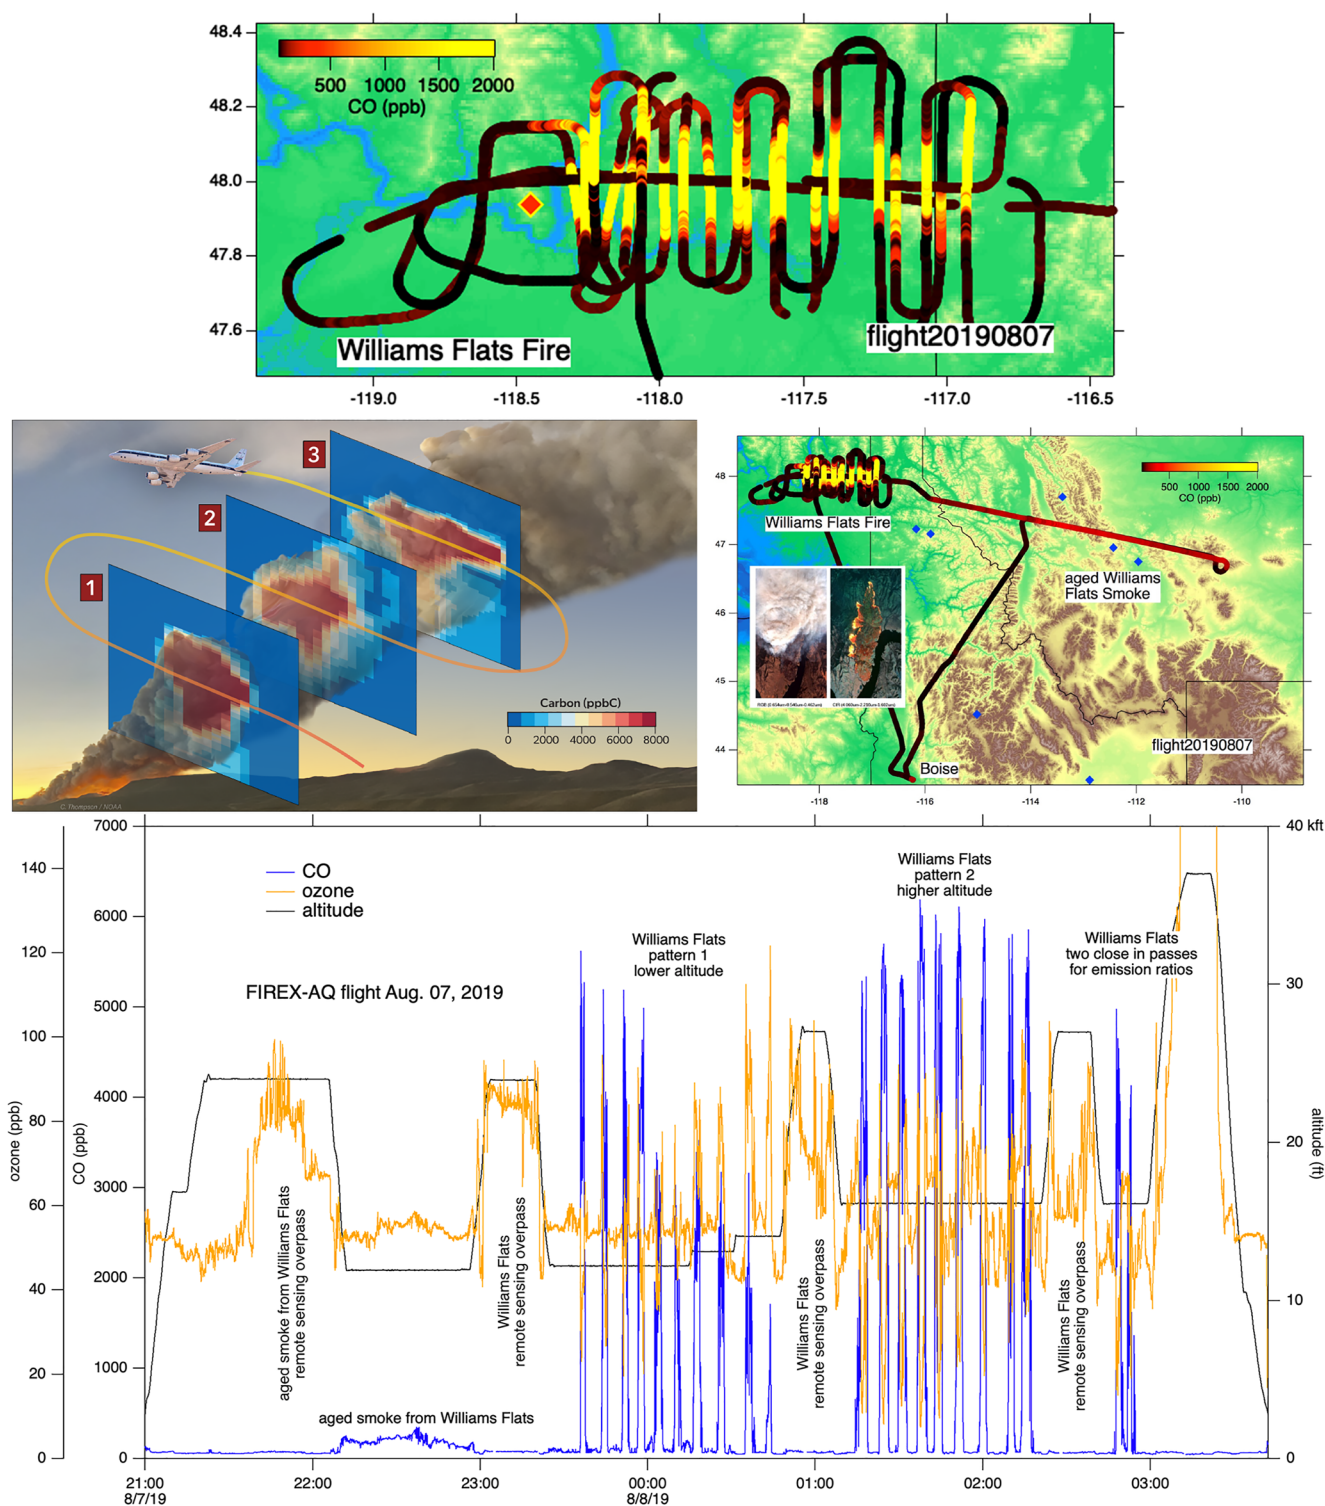 48.4
48.2
48.0
47.8
47.6
500 1000 1500 2000
CO (ppb)
Williams Flats Fire
flight20190807
-119.0 -118.5 -118.0 -117.5 -117.0 -116.5
1
2
3
Carbon (ppbC)
0 2000 4000 6000 8000
C. Thompson / NOAA
48
47
46
45
44
500 1000 1500 2000
CO (ppb)
Williams Flats Fire
aged Williams
Flats Smoke
flight20190807
Boise
-118 -116 -114 -112 -110
140
120
100
80
60
40
20
0
ozone (ppb)
7000
6000
5000
4000
3000
2000
1000
0
CO (ppb)
40 kft
30
20
10
0
altitude (ft)
CO
ozone
altitude
FIREX-AQ flight Aug. 07, 2019
Williams Flats
pattern 1
lower altitude
Williams Flats
pattern 2
higher altitude
Williams Flats
two close in passes
for emission ratios
aged smoke from Williams Flats
remote sensing overpass
Williams Flats
remote sensing overpass
Williams Flats
remote sensing overpass
Williams Flats
remote sensing overpass
aged smoke from Williams Flats
21:00 22:00 23:00 00:00 01:00 02:00 03:00
8/7/19 8/8/19